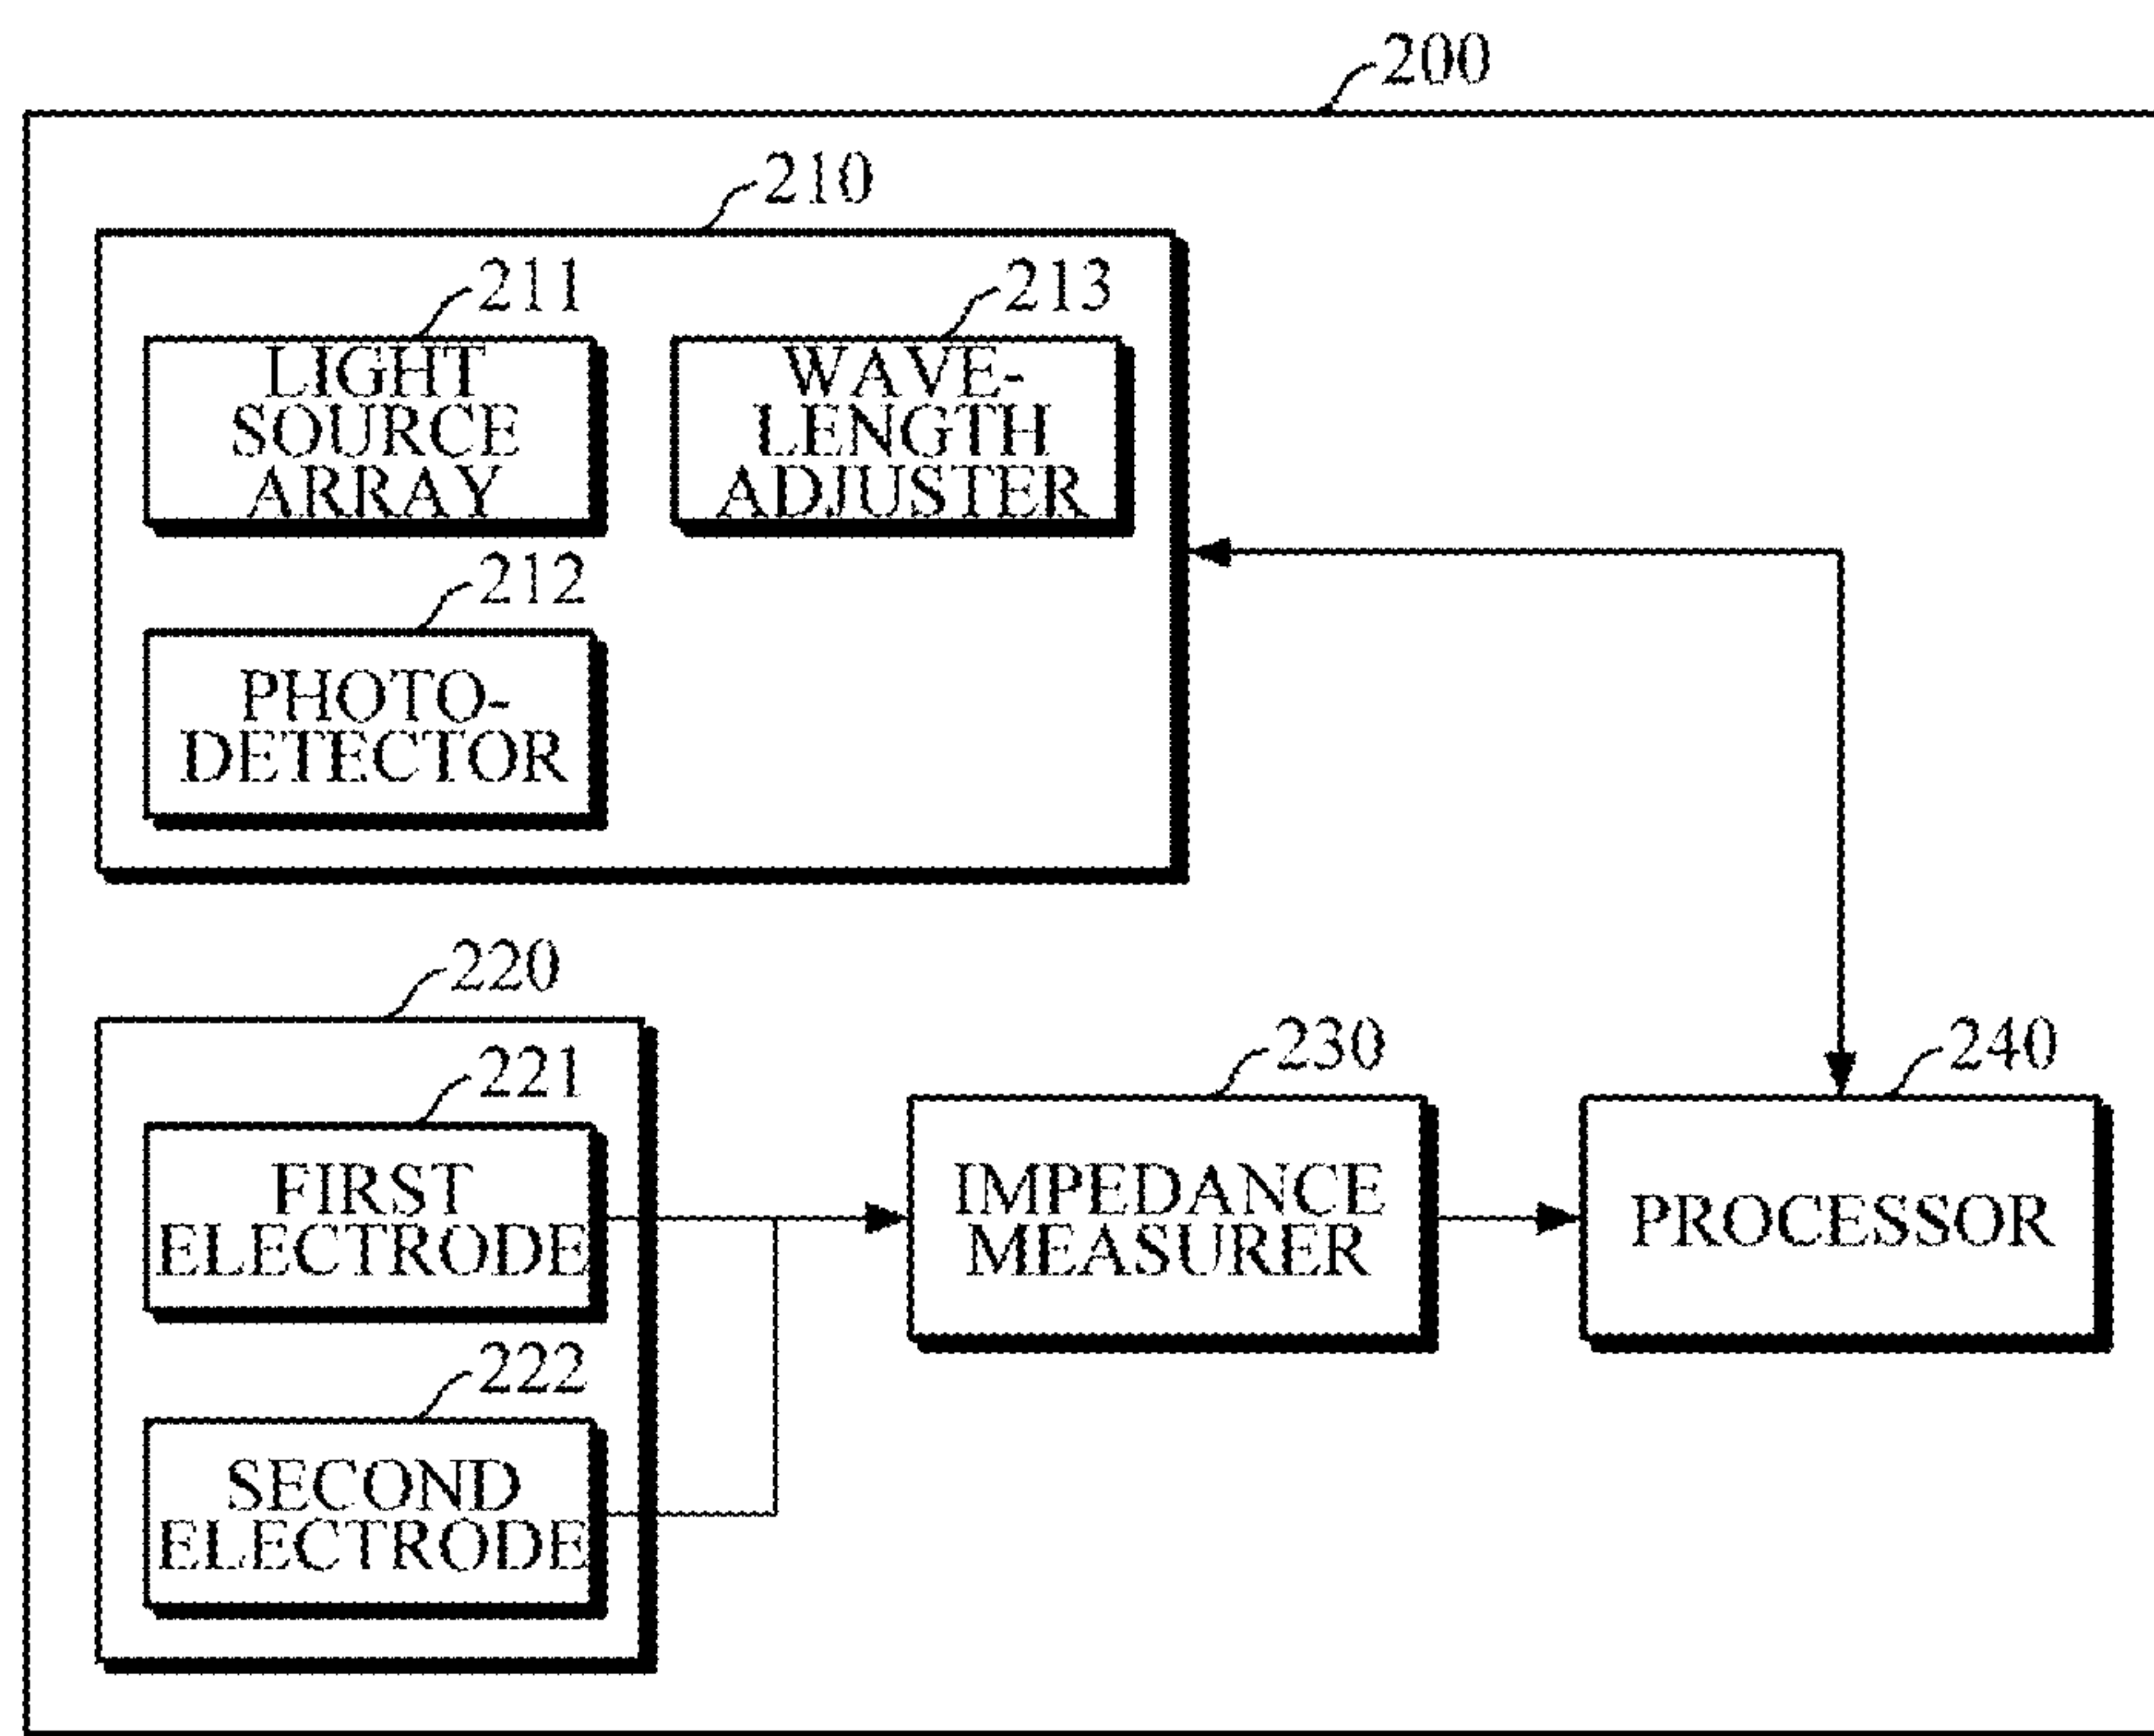 200
210
211
LIGHT
SOURCE
ARRAY
213
WAVE-
LENGTH
ADJUSTER
212
PHOTO-
DETECTOR
220
221
FIRST
ELECTRODE
222
SECOND
ELECTRODE
230
IMPEDANCE
MEASURER
240
PROCESSOR